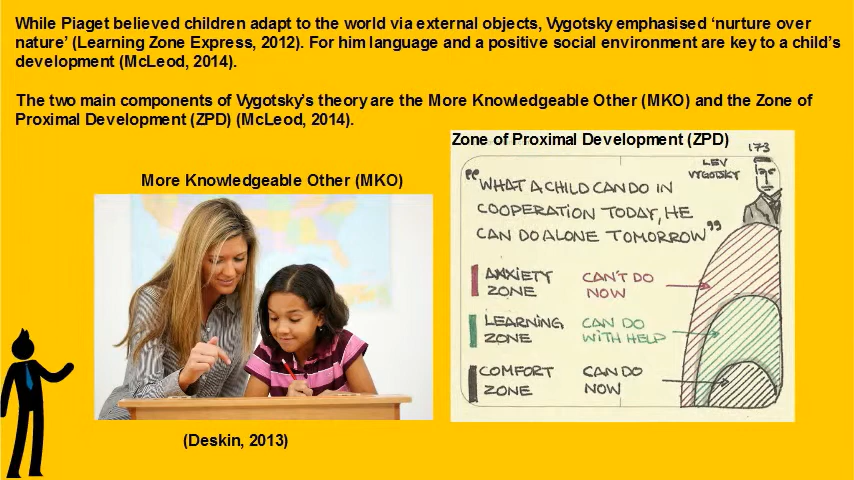 While Piaget believed children adapt to the world via external objects, Vygotsky emphasised ‘nurture over
nature’ (Learning Zone Express, 2012). For him language and a positive social environment are key to a child’s
development (McLeod, 2014).
The two main components of Vygotsky’s theory are the More Knowledgeable Other (MKO) and the Zone of
Proximal Development (ZPD) (McLeod, 2014).
More Knowledgeable Other (MKO)
(Deskin, 2013)
Zone of Proximal Development (ZPD)
173
LEV
VYGOTSKY
“WHAT A CHILD CAN DO IN
COOPERATION TODAY, HE
CAN DO ALONE TOMORROW”
ANXIETY ZONE
CAN'T DO NOW
LEARNING ZONE
CAN DO WITH HELP
COMFORT ZONE
CAN DO NOW